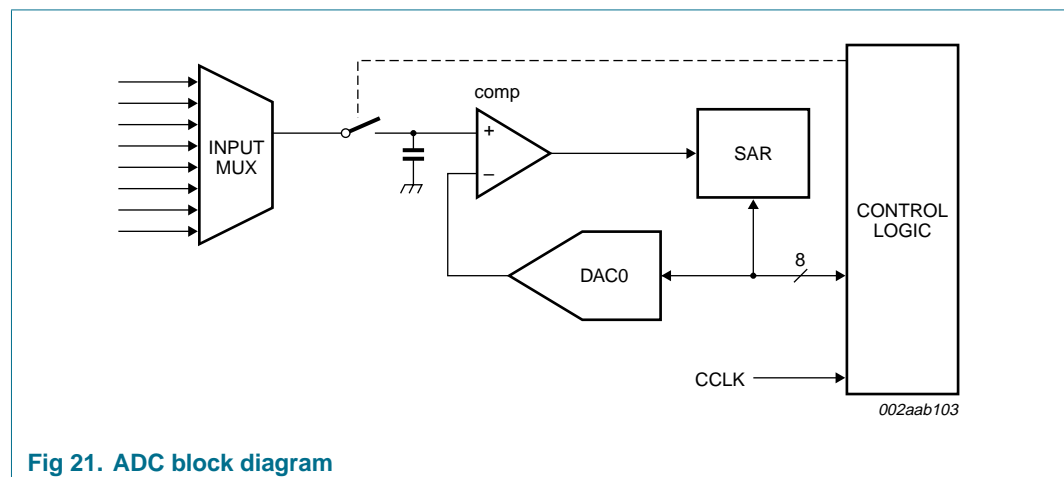 comp
INPUT
MUX
+
−
SAR
CONTROL
LOGIC
DAC0
8
CCLK
002aab103
Fig 21. ADC block diagram